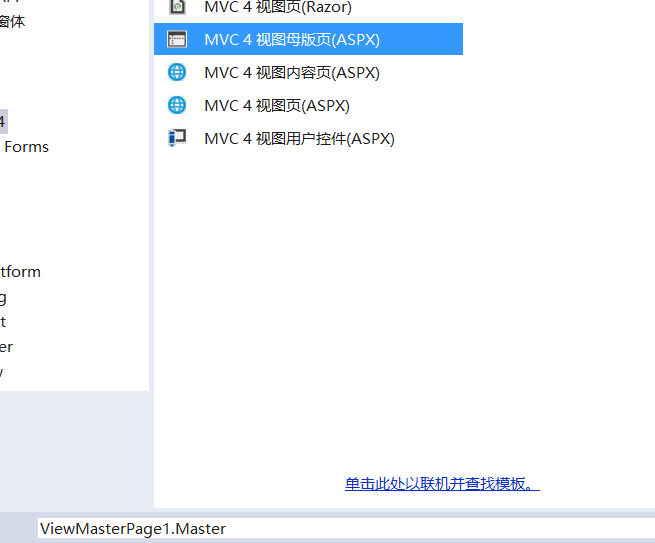 窗体
4
Forms
tform
g
t
er
MVC 4 视图页(Razor)
MVC 4 视图母版页(ASPX)
MVC 4 视图内容页(ASPX)
MVC 4 视图页(ASPX)
MVC 4 视图用户控件(ASPX)
单击此处以联机并查找模板。
ViewMasterPage1.Master